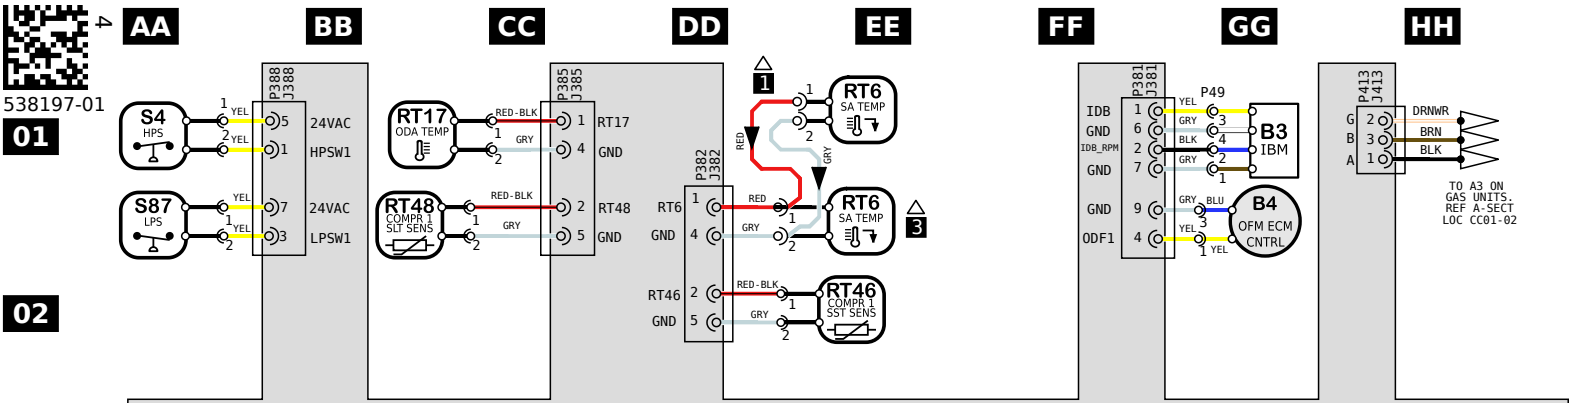 AA BB CC DD EE FF GG HH
4
538197-01
01
02
S4
HPS
1
YEL
2
YEL
S87
LPS
YEL
1
YEL
2
P388
J388
5 24VAC
1 HPSW1
7 24VAC
3 LPSW1
RT17
ODA TEMP
RED-BLK
1
GRY
2
RT48
COMPR 1
SLT SENS
RED-BLK
1
GRY
2
P385
J385
1 RT17
4 GND
2 RT48
5 GND
P382
J382
RT6 1
GND 4
RT46 2
GND 5
1
RED
GRY
1
2
RT6
SA TEMP
RED
1
GRY
2
RT6
SA TEMP
3
RED-BLK
1
GRY
2
RT46
COMPR 1
SST SENS
P381
J381
IDB 1
GND 6
IDB_RPM 2
GND 7
GND 9
ODF1 4
P49
YEL
3
GRY
4
BLK
2
GRY
1
B3
IBM
GRY BLU
3
YEL
1 YEL
B4
OFM ECM
CNTRL
P413
J413
G 2 DRNWR
B 3 BRN
A 1 BLK
TO A3 ON
GAS UNITS.
REF A-SECT
LOC CC01-02